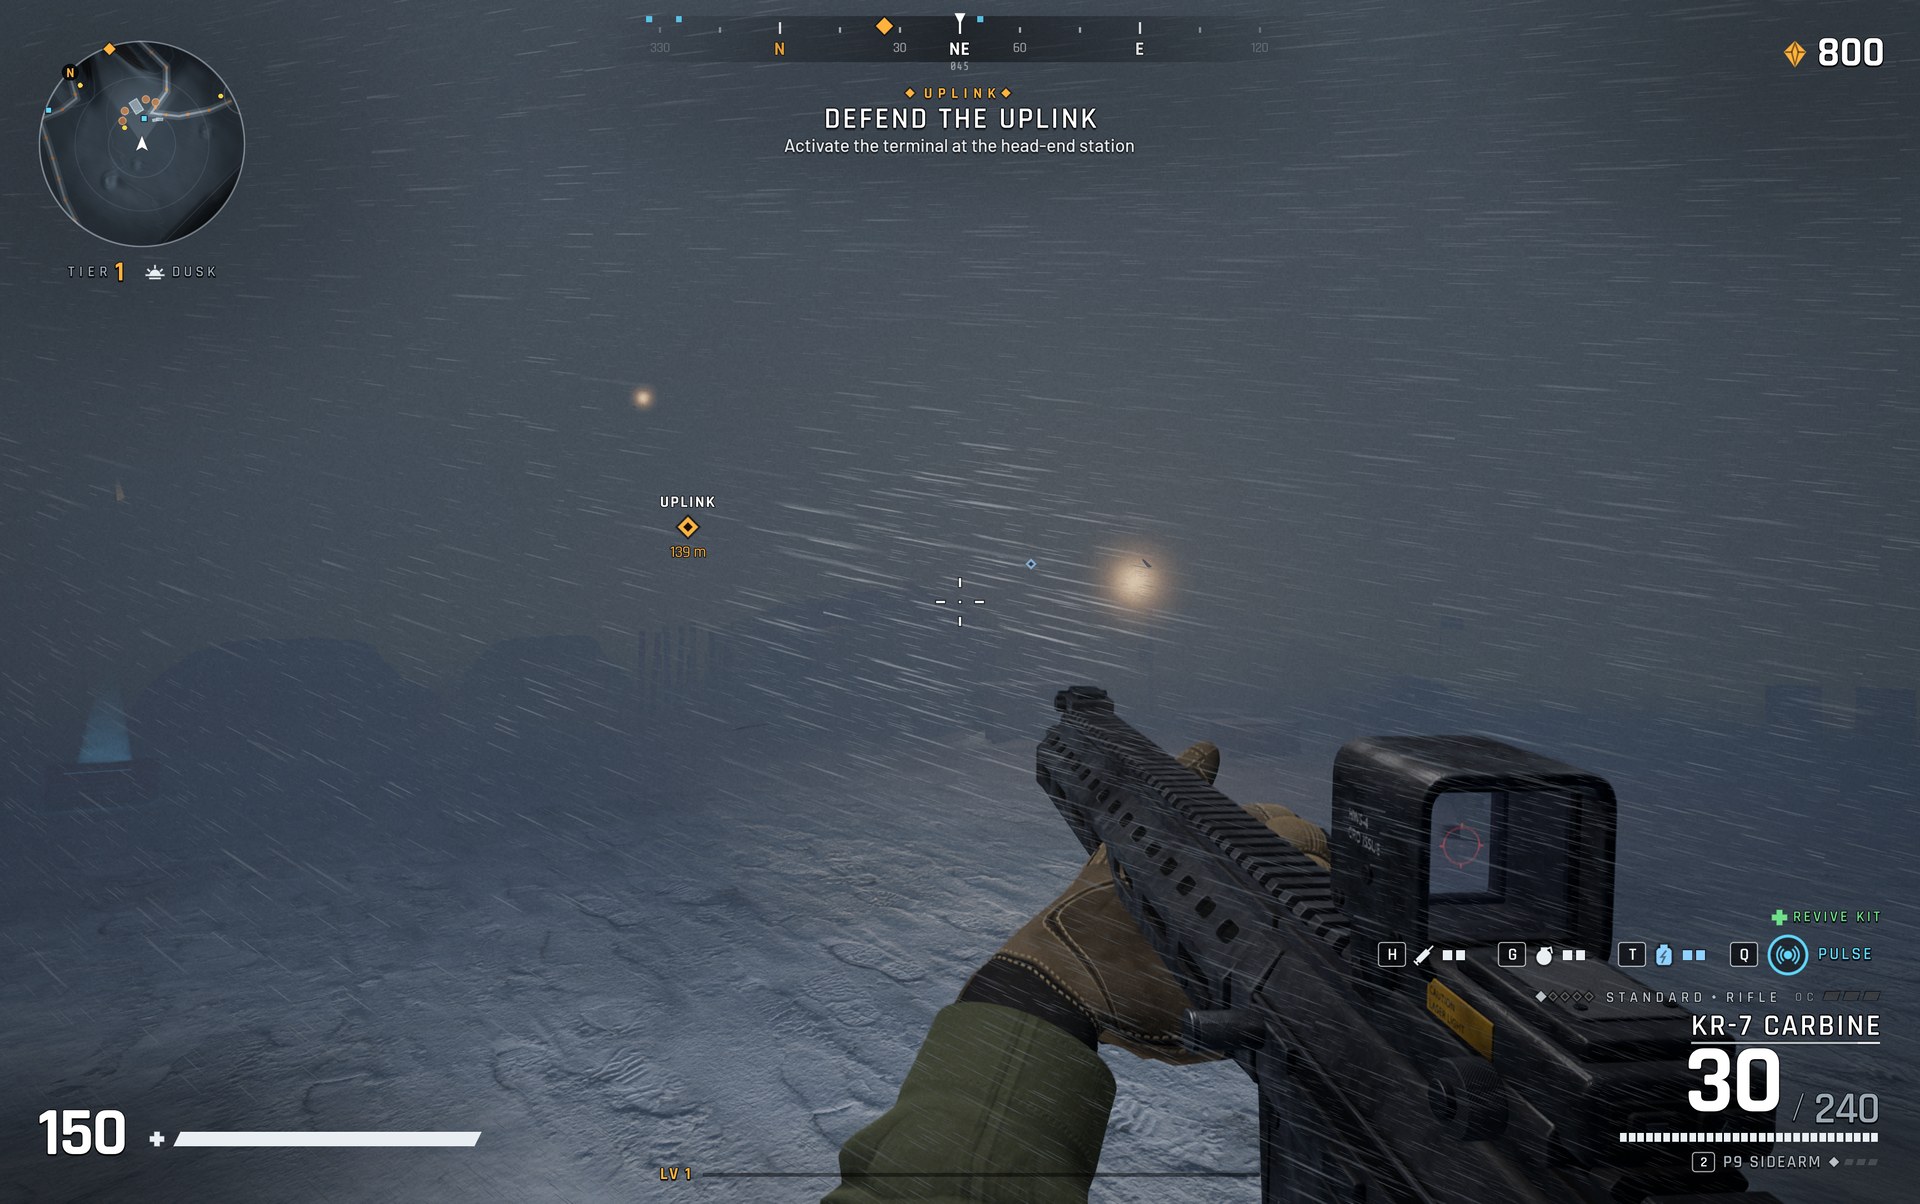 330
N
30
NE
60
E
120
045
800
N
UPLINK
DEFEND THE UPLINK
Activate the terminal at the head-end station
TIER 1 DUSK
UPLINK
139 m
REVIVE KIT
H
G
T
Q PULSE
STANDARD • RIFLE OC
KR-7 CARBINE
30 / 240
2 P9 SIDEARM
150
LV 1